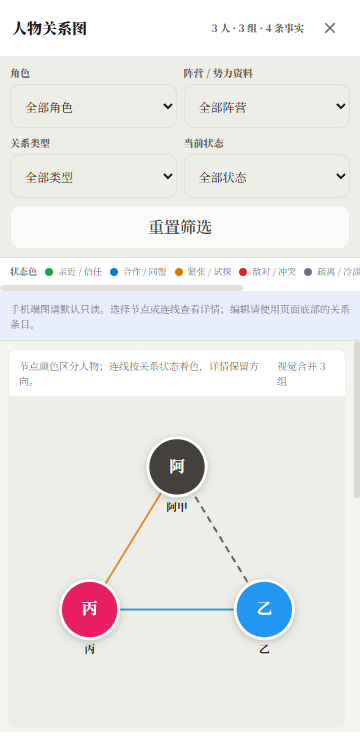 人物关系图
3 人 · 3 组 · 4 条事实
角色
阵营 / 势力资料
全部角色
全部阵营
关系类型
当前状态
全部类型
全部状态
重置筛选
状态色 亲近 / 信任 合作 / 同盟 紧张 / 试探 敌对 / 冲突 疏离 / 冷淡
手机端图谱默认只读。选择节点或连线查看详情；编辑请使用页面底部的关系
条目。
节点颜色区分人物；连线按关系状态着色，详情保留方
向。
视觉合并 3
组
阿
阿甲
丙
丙
乙
乙